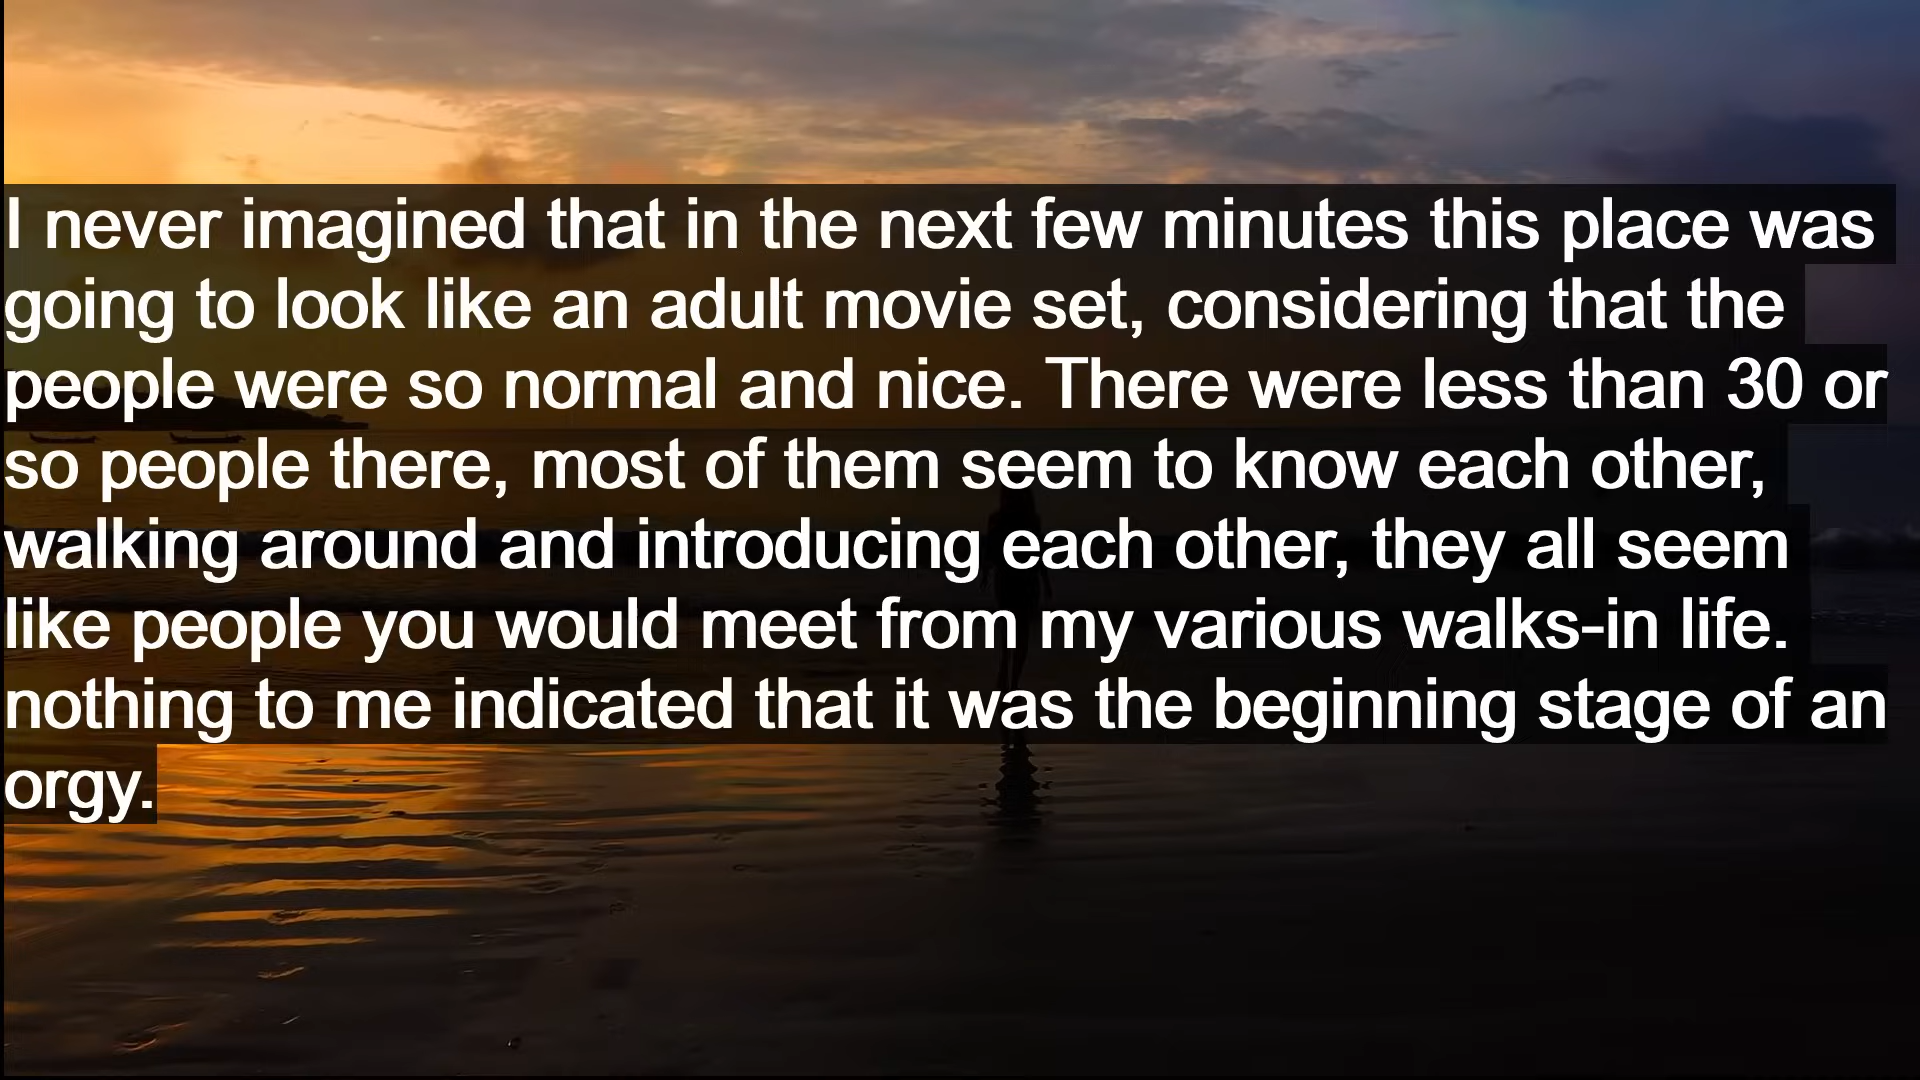 I never imagined that in the next few minutes this place was
going to look like an adult movie set, considering that the
people were so normal and nice. There were less than 30 or
so people there, most of them seem to know each other,
walking around and introducing each other, they all seem
like people you would meet from my various walks-in life.
nothing to me indicated that it was the beginning stage of an
orgy.